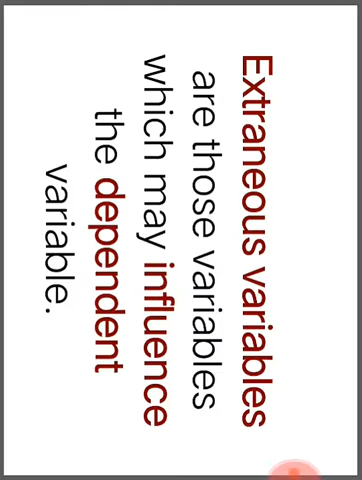 Extraneous variables
are those variables
which may influence
the dependent
variable.